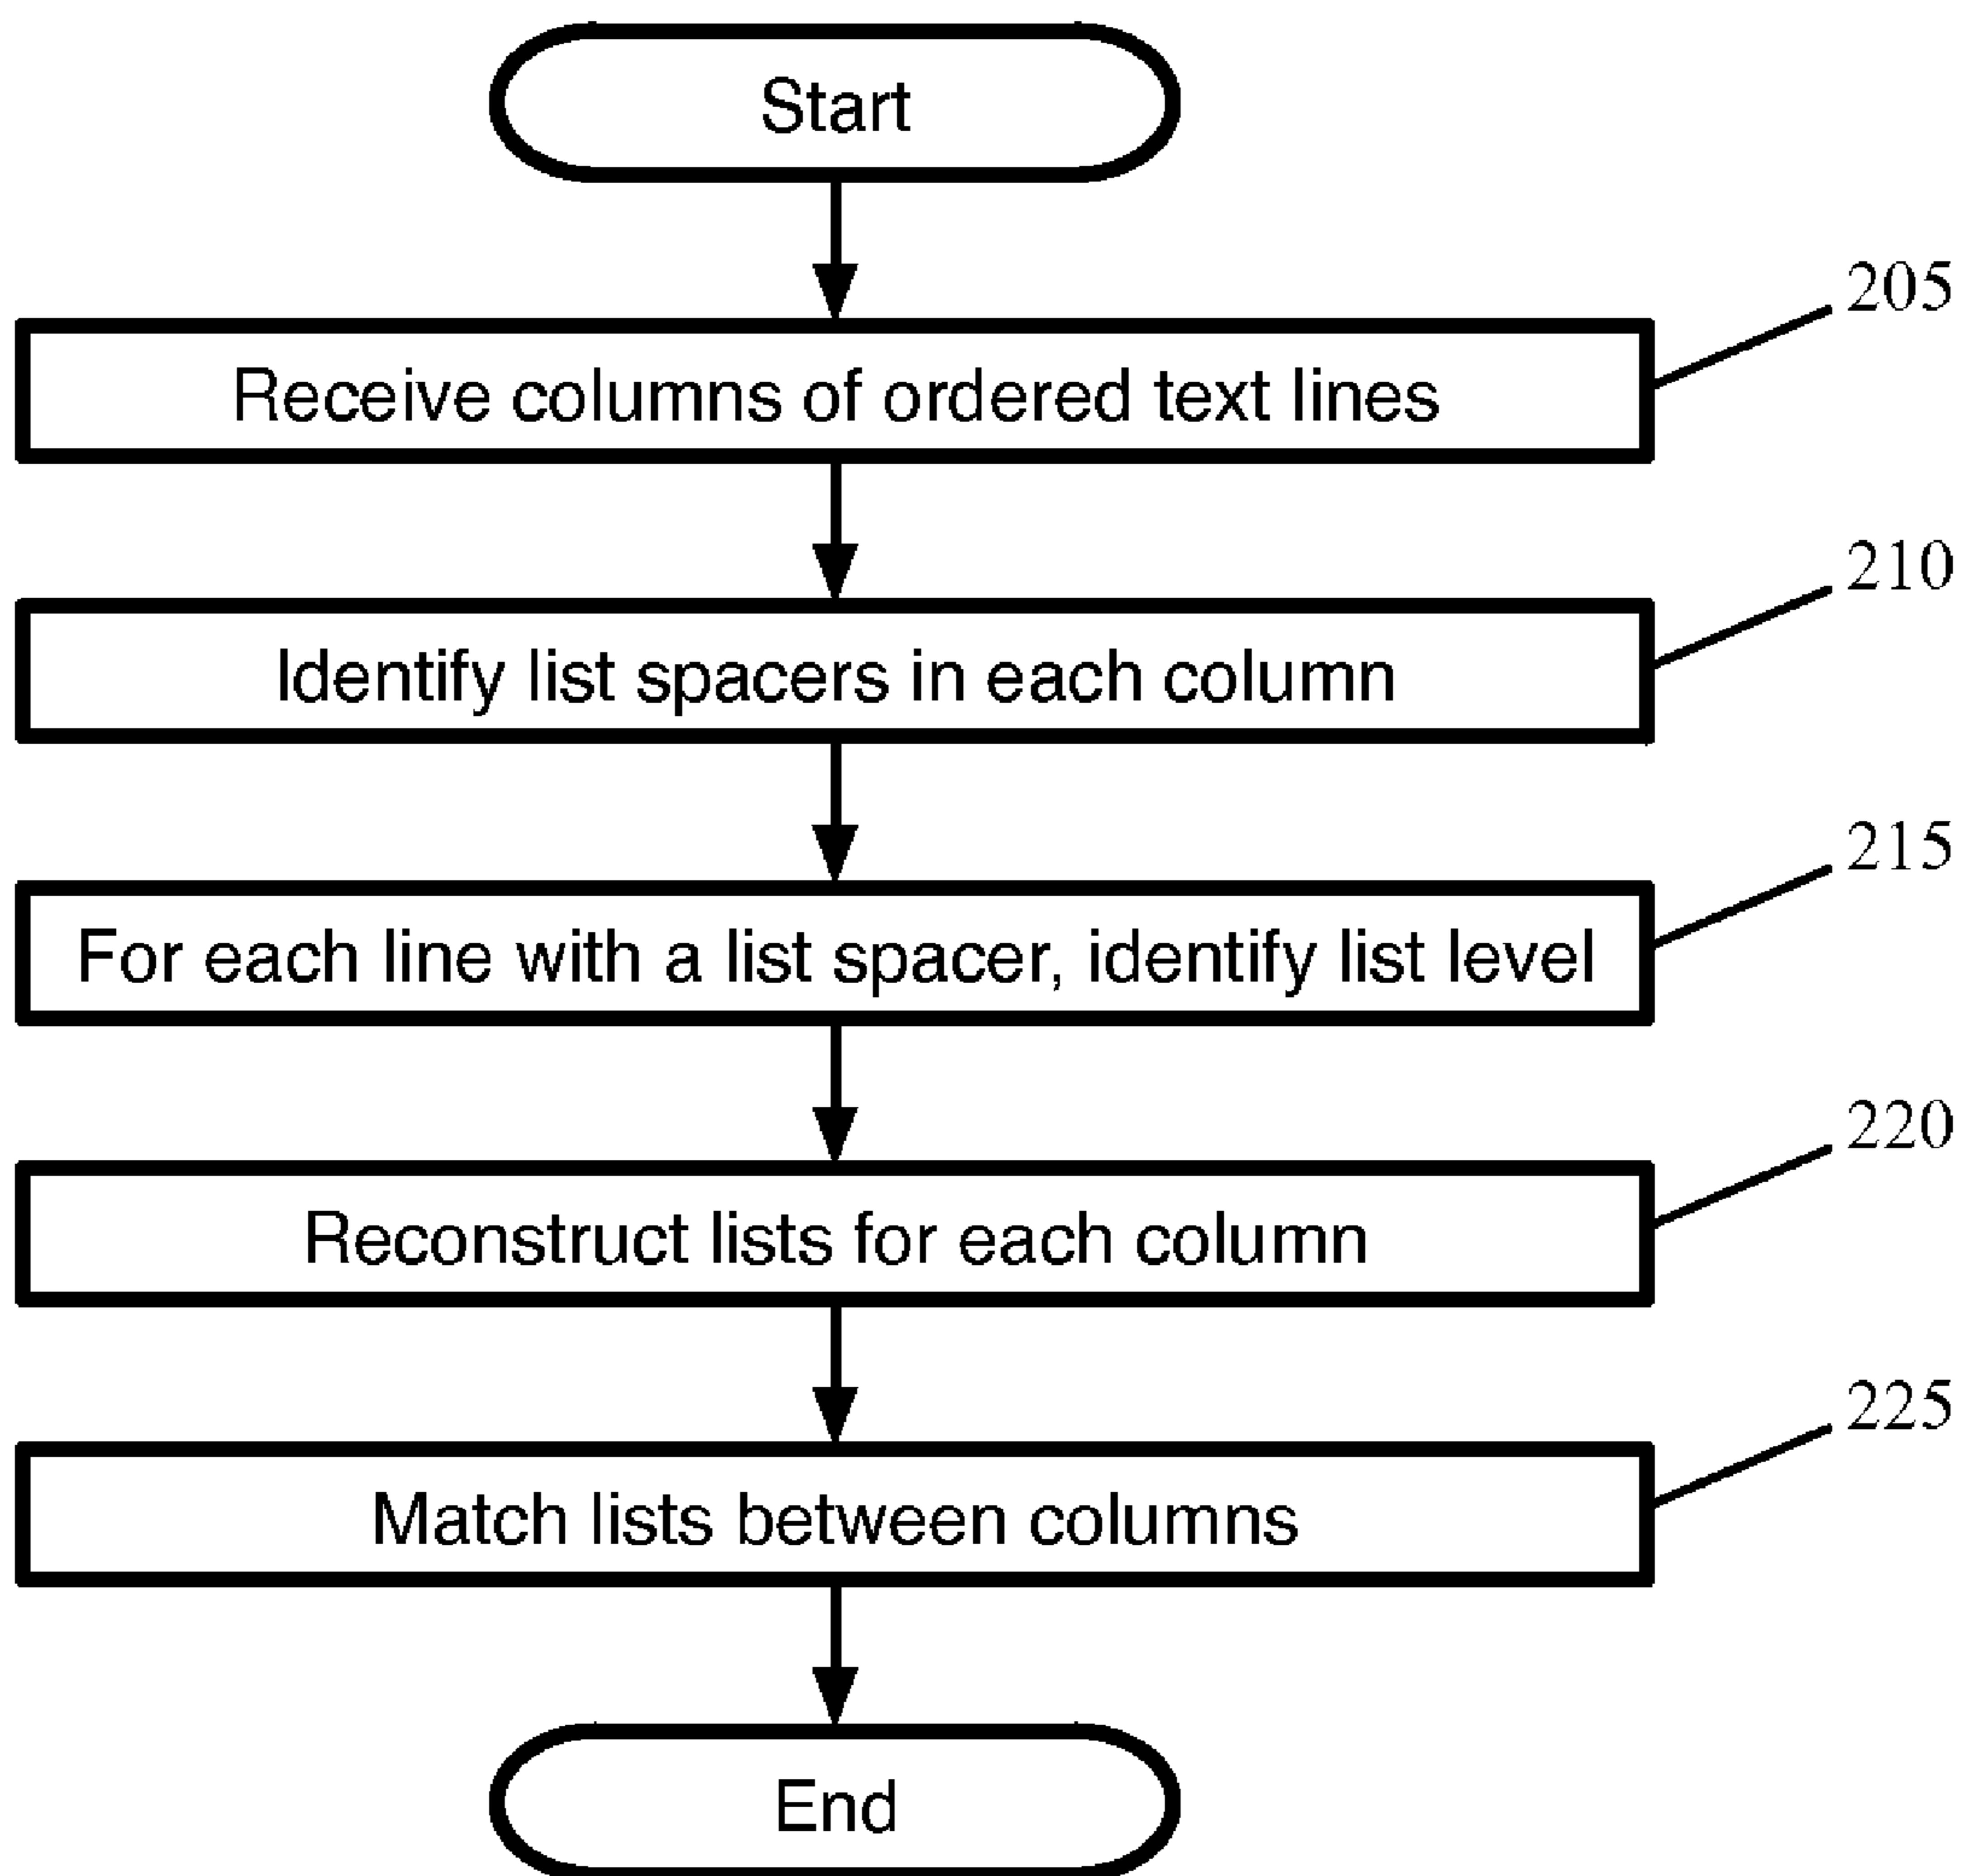 Start
205
Receive columns of ordered text lines
210
Identify list spacers in each column
215
For each line with a list spacer, identify list level
220
Reconstruct lists for each column
225
Match lists between columns
End